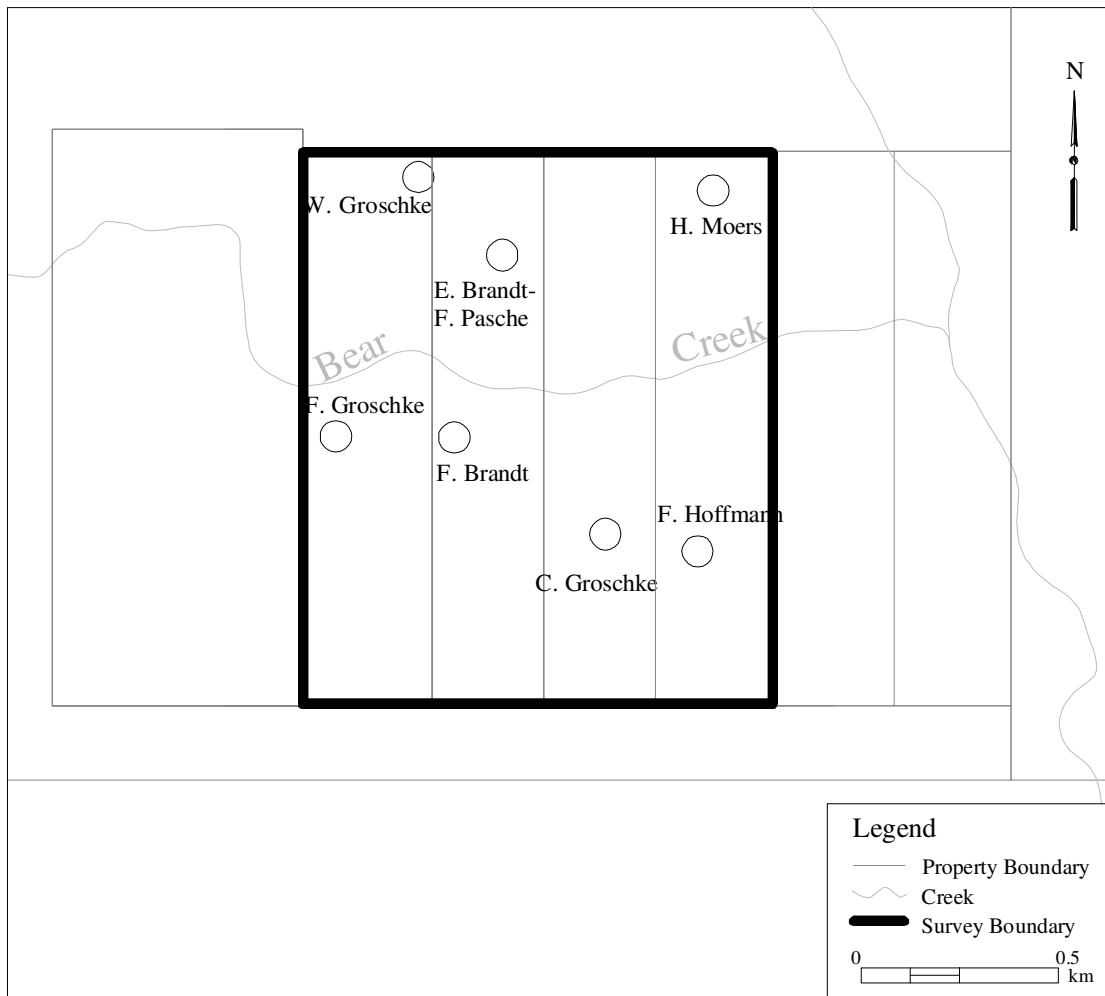 N
W. Groschke
H. Moers
E. Brandt-
F. Pasche
Bear Creek
F. Groschke
F. Brandt
F. Hoffmann
C. Groschke
Legend
Property Boundary
Creek
Survey Boundary
0 0.5
km